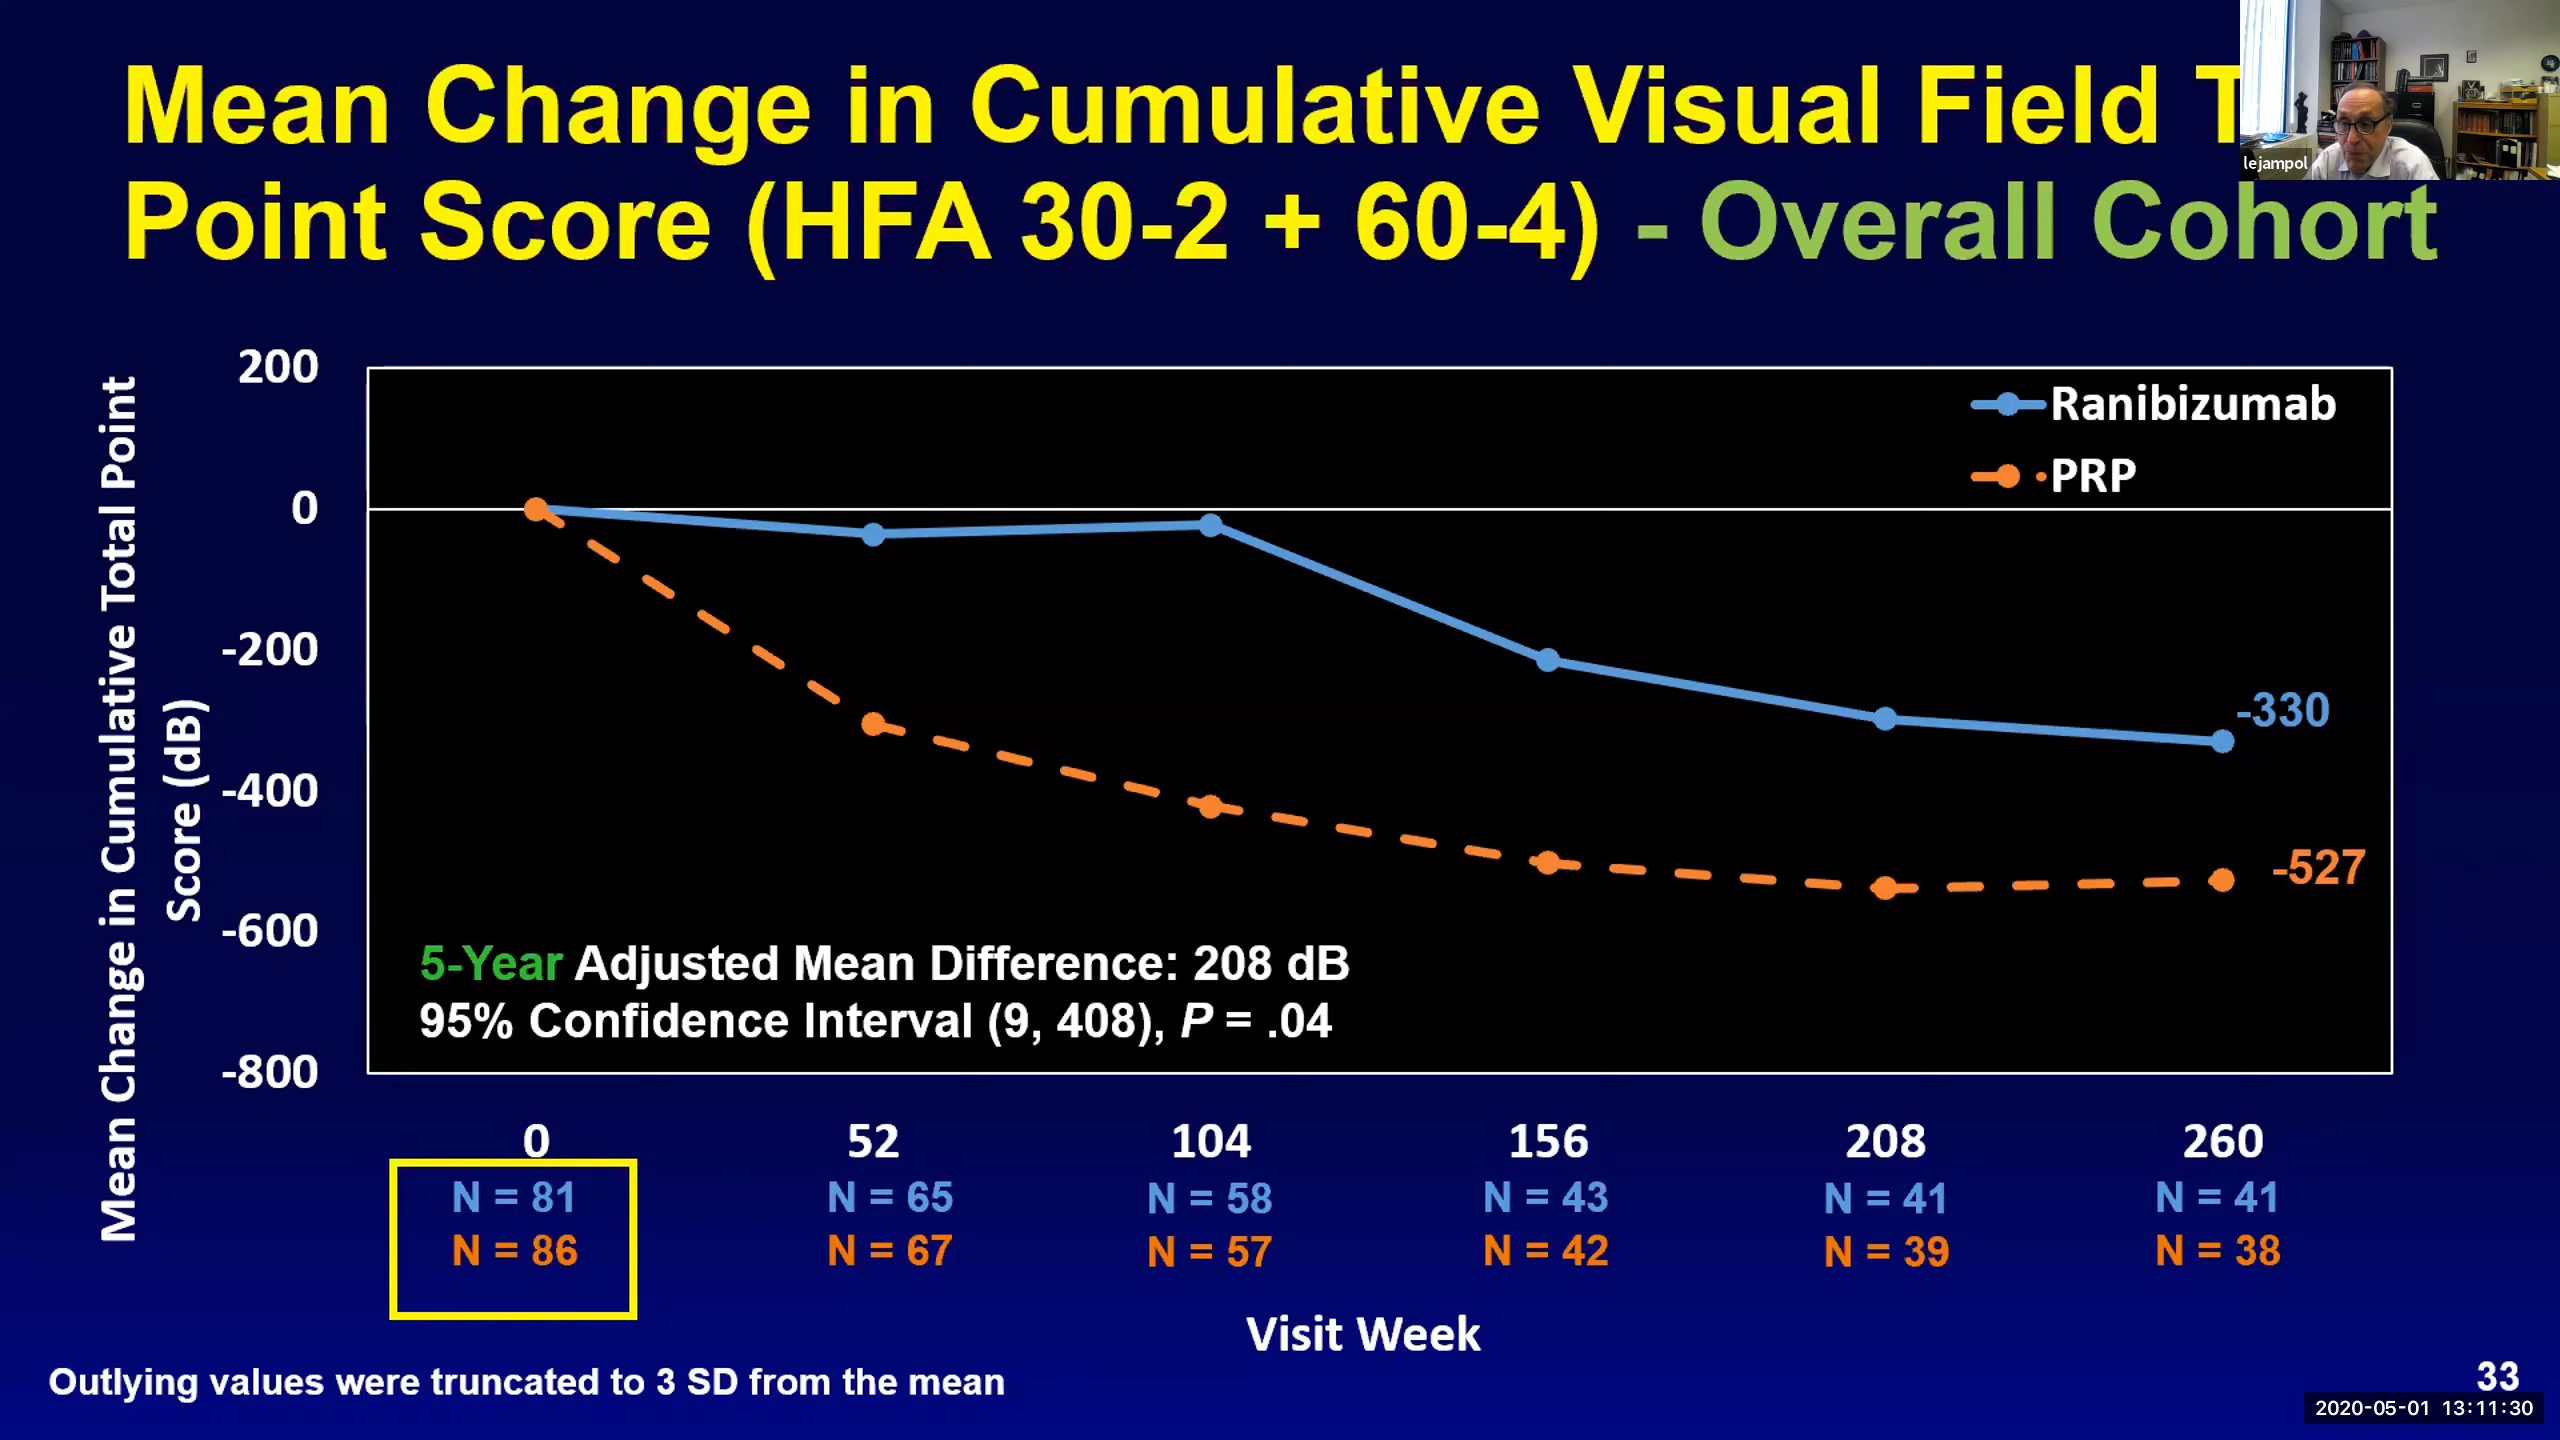 Mean Change in Cumulative Visual Field
Point Score (HFA 30-2 + 60-4) - Overall Cohort
lejampol
Mean Change in Cumulative Total Point
Score (dB)
200
0
-200
-400
-600
-800
Ranibizumab
PRP
-330
-527
5-Year Adjusted Mean Difference: 208 dB
95% Confidence Interval (9, 408), P = .04
0 52 104 156 208 260
N = 81 N = 65 N = 58 N = 43 N = 41 N = 41
N = 86 N = 67 N = 57 N = 42 N = 39 N = 38
Visit Week
Outlying values were truncated to 3 SD from the mean
33
2020-05-01 13:11:30